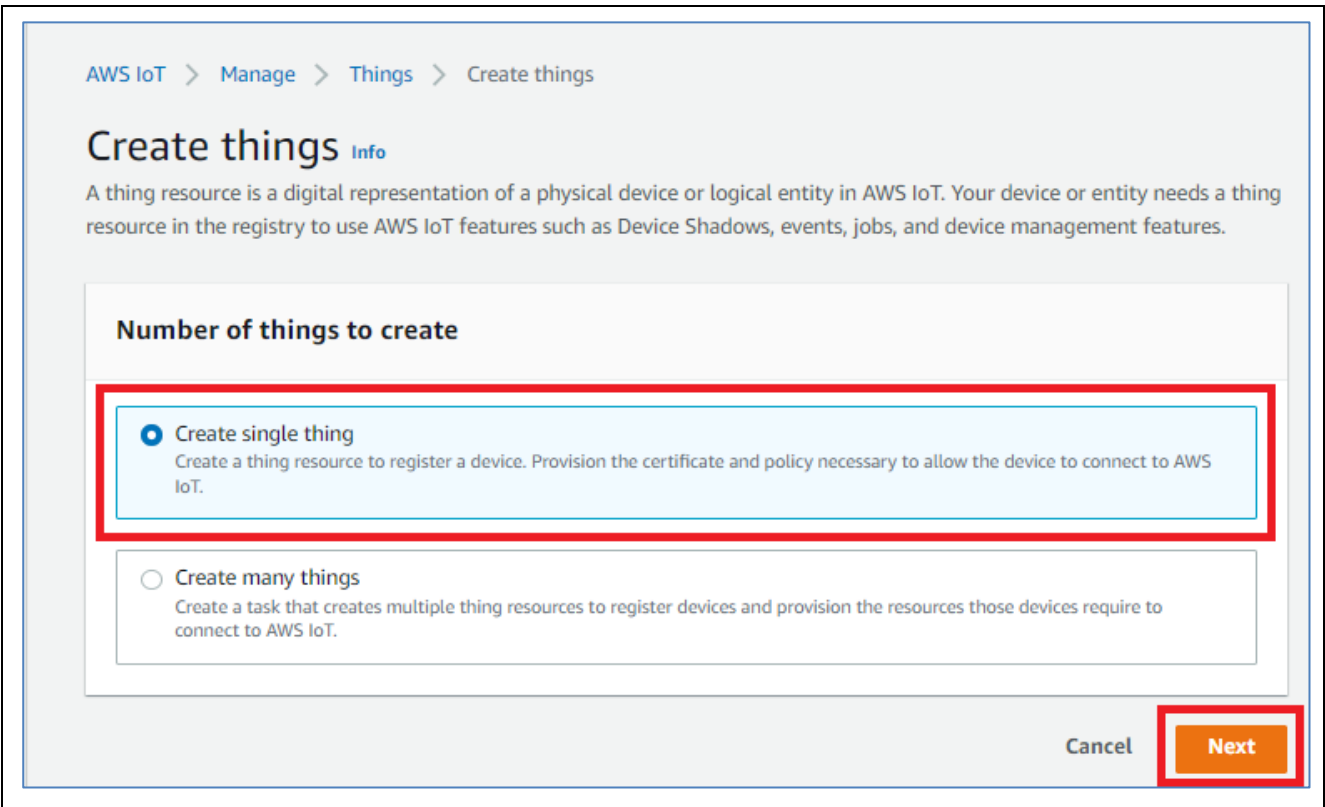 AWS IoT > Manage > Things > Create things
Create things Info
A thing resource is a digital representation of a physical device or logical entity in AWS IoT. Your device or entity needs a thing
resource in the registry to use AWS IoT features such as Device Shadows, events, jobs, and device management features.
Number of things to create
Create single thing
Create a thing resource to register a device. Provision the certificate and policy necessary to allow the device to connect to AWS
IoT.
Create many things
Create a task that creates multiple thing resources to register devices and provision the resources those devices require to
connect to AWS IoT.
Cancel Next